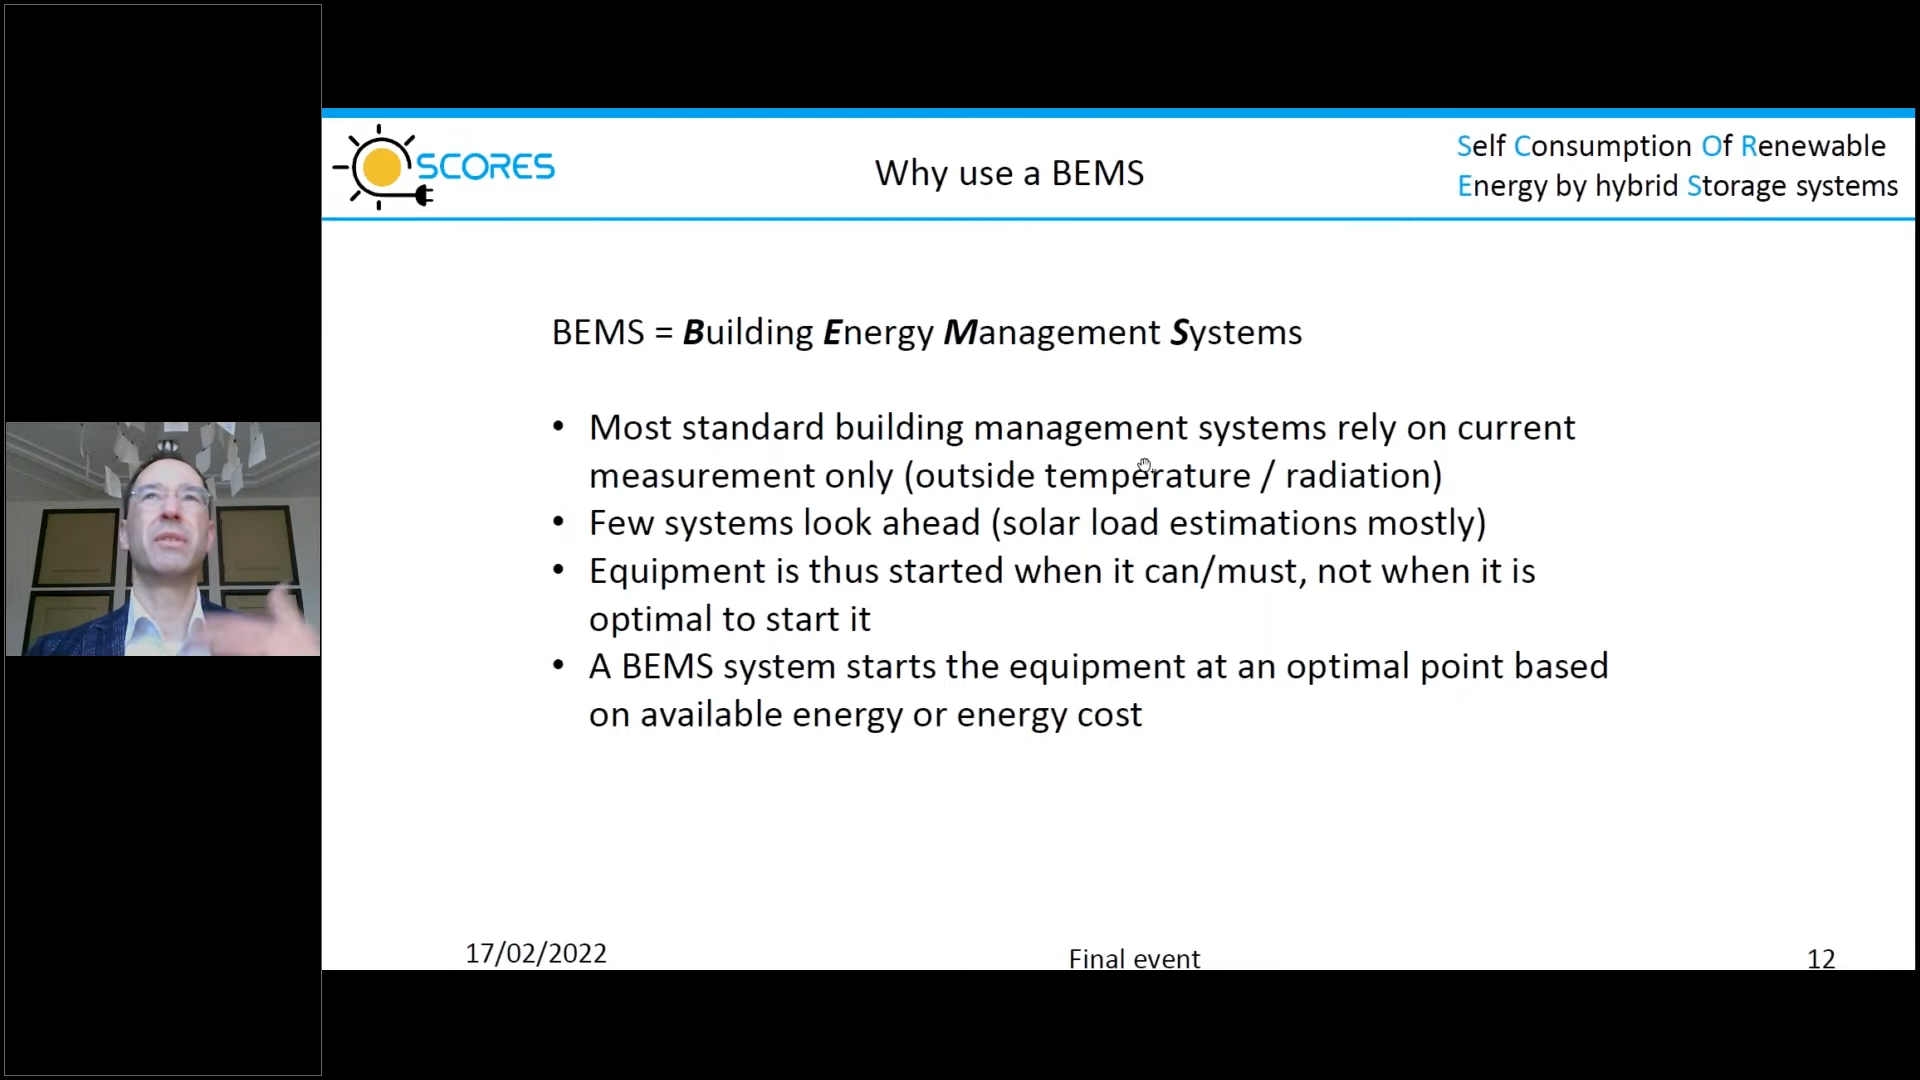 SCORES
Why use a BEMS
Self Consumption Of Renewable
Energy by hybrid Storage systems
BEMS = Building Energy Management Systems
• Most standard building management systems rely on current
measurement only (outside temperature / radiation)
• Few systems look ahead (solar load estimations mostly)
• Equipment is thus started when it can/must, not when it is
optimal to start it
• A BEMS system starts the equipment at an optimal point based
on available energy or energy cost
17/02/2022
Final event
12